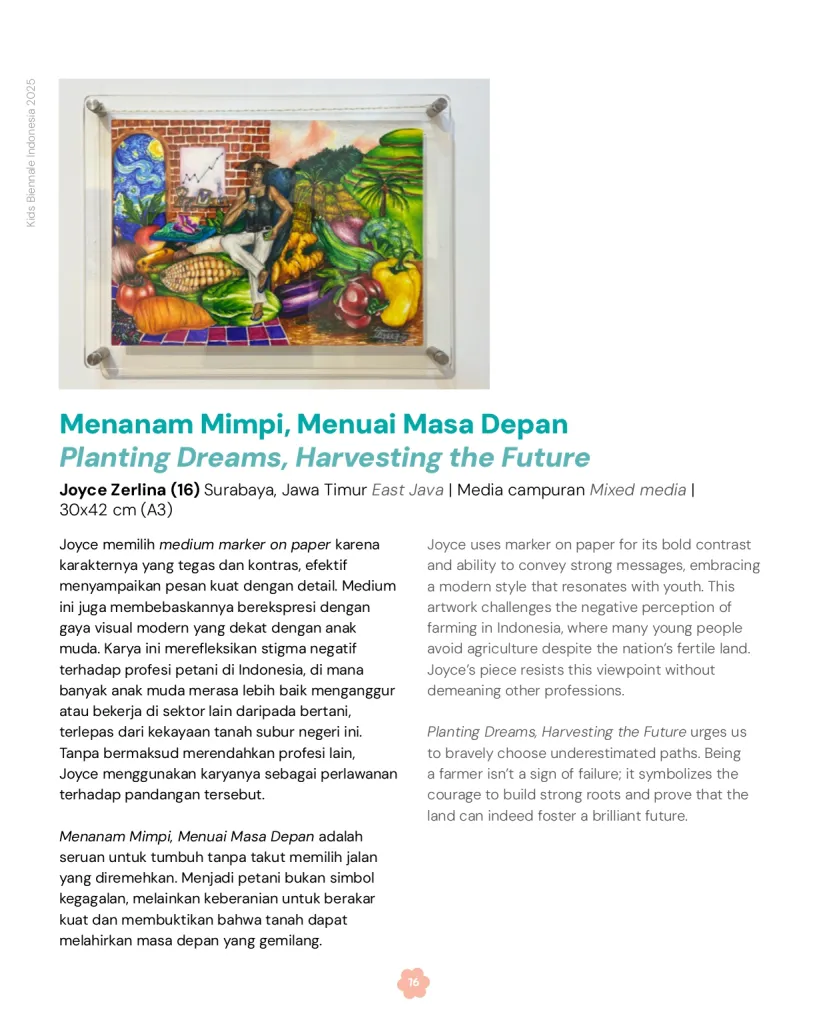 Kids Biennale Indonesia 2025
Menanam Mimpi, Menuai Masa Depan
Planting Dreams, Harvesting the Future
Joyce Zerlina (16) Surabaya, Jawa Timur East Java | Media campuran Mixed media |
30x42 cm (A3)
Joyce memilih medium marker on paper karena
karakternya yang tegas dan kontras, efektif
menyampaikan pesan kuat dengan detail. Medium
ini juga membebaskannya berekspresi dengan
gaya visual modern yang dekat dengan anak
muda. Karya ini merefleksikan stigma negatif
terhadap profesi petani di Indonesia, di mana
banyak anak muda merasa lebih baik menganggur
atau bekerja di sektor lain daripada bertani,
terlepas dari kekayaan tanah subur negeri ini.
Tanpa bermaksud merendahkan profesi lain,
Joyce menggunakan karyanya sebagai perlawanan
terhadap pandangan tersebut.
Menanam Mimpi, Menuai Masa Depan adalah
seruan untuk tumbuh tanpa takut memilih jalan
yang diremehkan. Menjadi petani bukan simbol
kegagalan, melainkan keberanian untuk berakar
kuat dan membuktikan bahwa tanah dapat
melahirkan masa depan yang gemilang.
Joyce uses marker on paper for its bold contrast
and ability to convey strong messages, embracing
a modern style that resonates with youth. This
artwork challenges the negative perception of
farming in Indonesia, where many young people
avoid agriculture despite the nation's fertile land.
Joyce's piece resists this viewpoint without
demeaning other professions.
Planting Dreams, Harvesting the Future urges us
to bravely choose underestimated paths. Being
a farmer isn't a sign of failure; it symbolizes the
courage to build strong roots and prove that the
land can indeed foster a brilliant future.
16